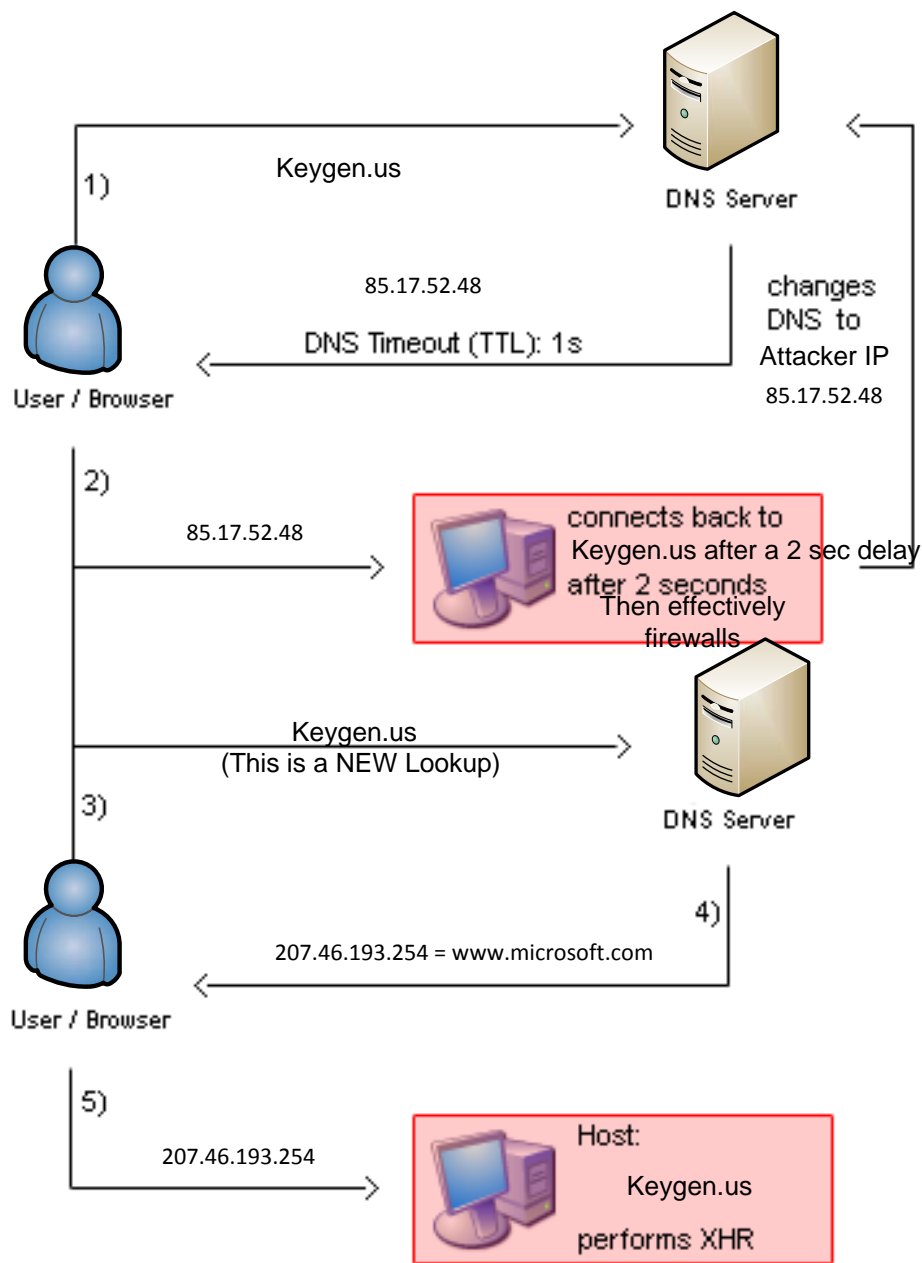 Keygen.us
1)
DNS Server
85.17.52.48
DNS Timeout (TTL): 1s
changes
DNS to
Attacker IP
85.17.52.48
User / Browser
2)
85.17.52.48
connects back to
Keygen.us after a 2 sec delay
after 2 seconds
Then effectively
firewalls
Keygen.us
(This is a NEW Lookup)
3)
DNS Server
4)
207.46.193.254 = www.microsoft.com
User / Browser
5)
207.46.193.254
Host:
Keygen.us
performs XHR